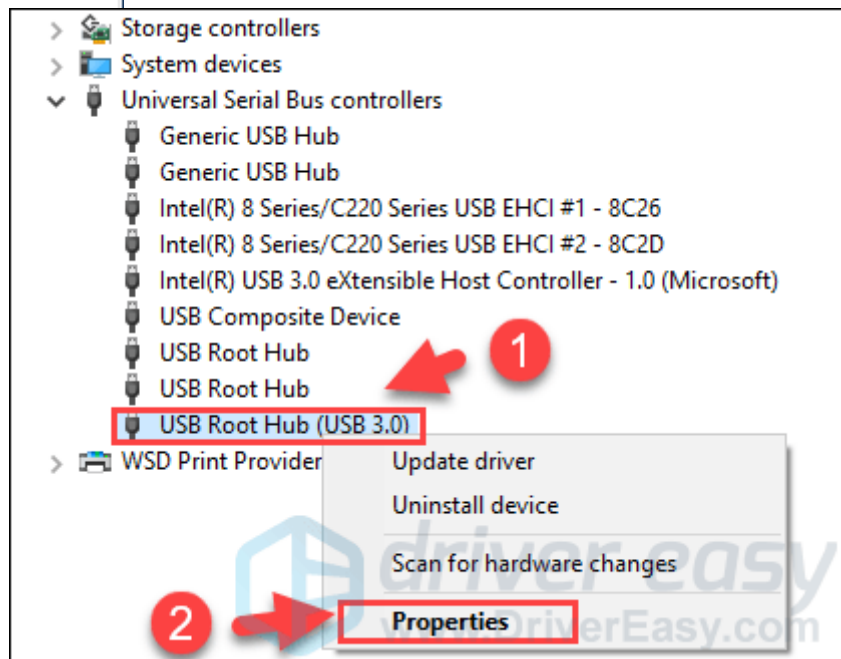 Storage controllers
System devices
Universal Serial Bus controllers
Generic USB Hub
Generic USB Hub
Intel(R) 8 Series/C220 Series USB EHCI #1 - 8C26
Intel(R) 8 Series/C220 Series USB EHCI #2 - 8C2D
Intel(R) USB 3.0 eXtensible Host Controller - 1.0 (Microsoft)
USB Composite Device
USB Root Hub
1
USB Root Hub
USB Root Hub (USB 3.0)
WSD Print Provider
Update driver
Uninstall device
driver easy
Scan for hardware changes
2
Properties
www.DriverEasy.com